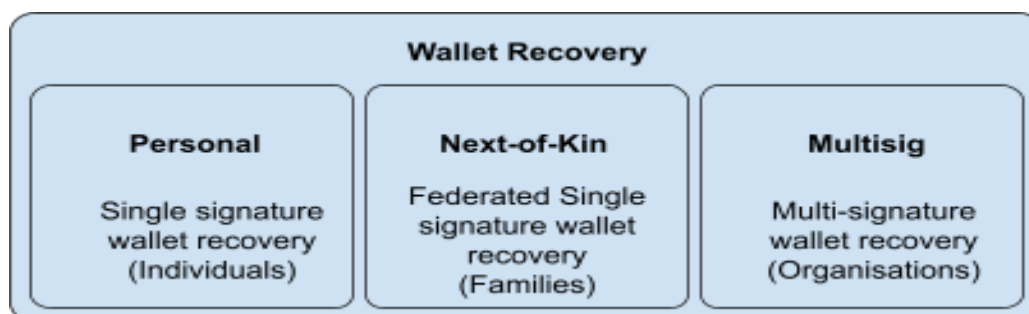 Wallet Recovery
Personal
Single signature
wallet recovery
(Individuals)
Next-of-Kin
Federated Single
signature wallet
recovery
(Families)
Multisig
Multi-signature
wallet recovery
(Organisations)